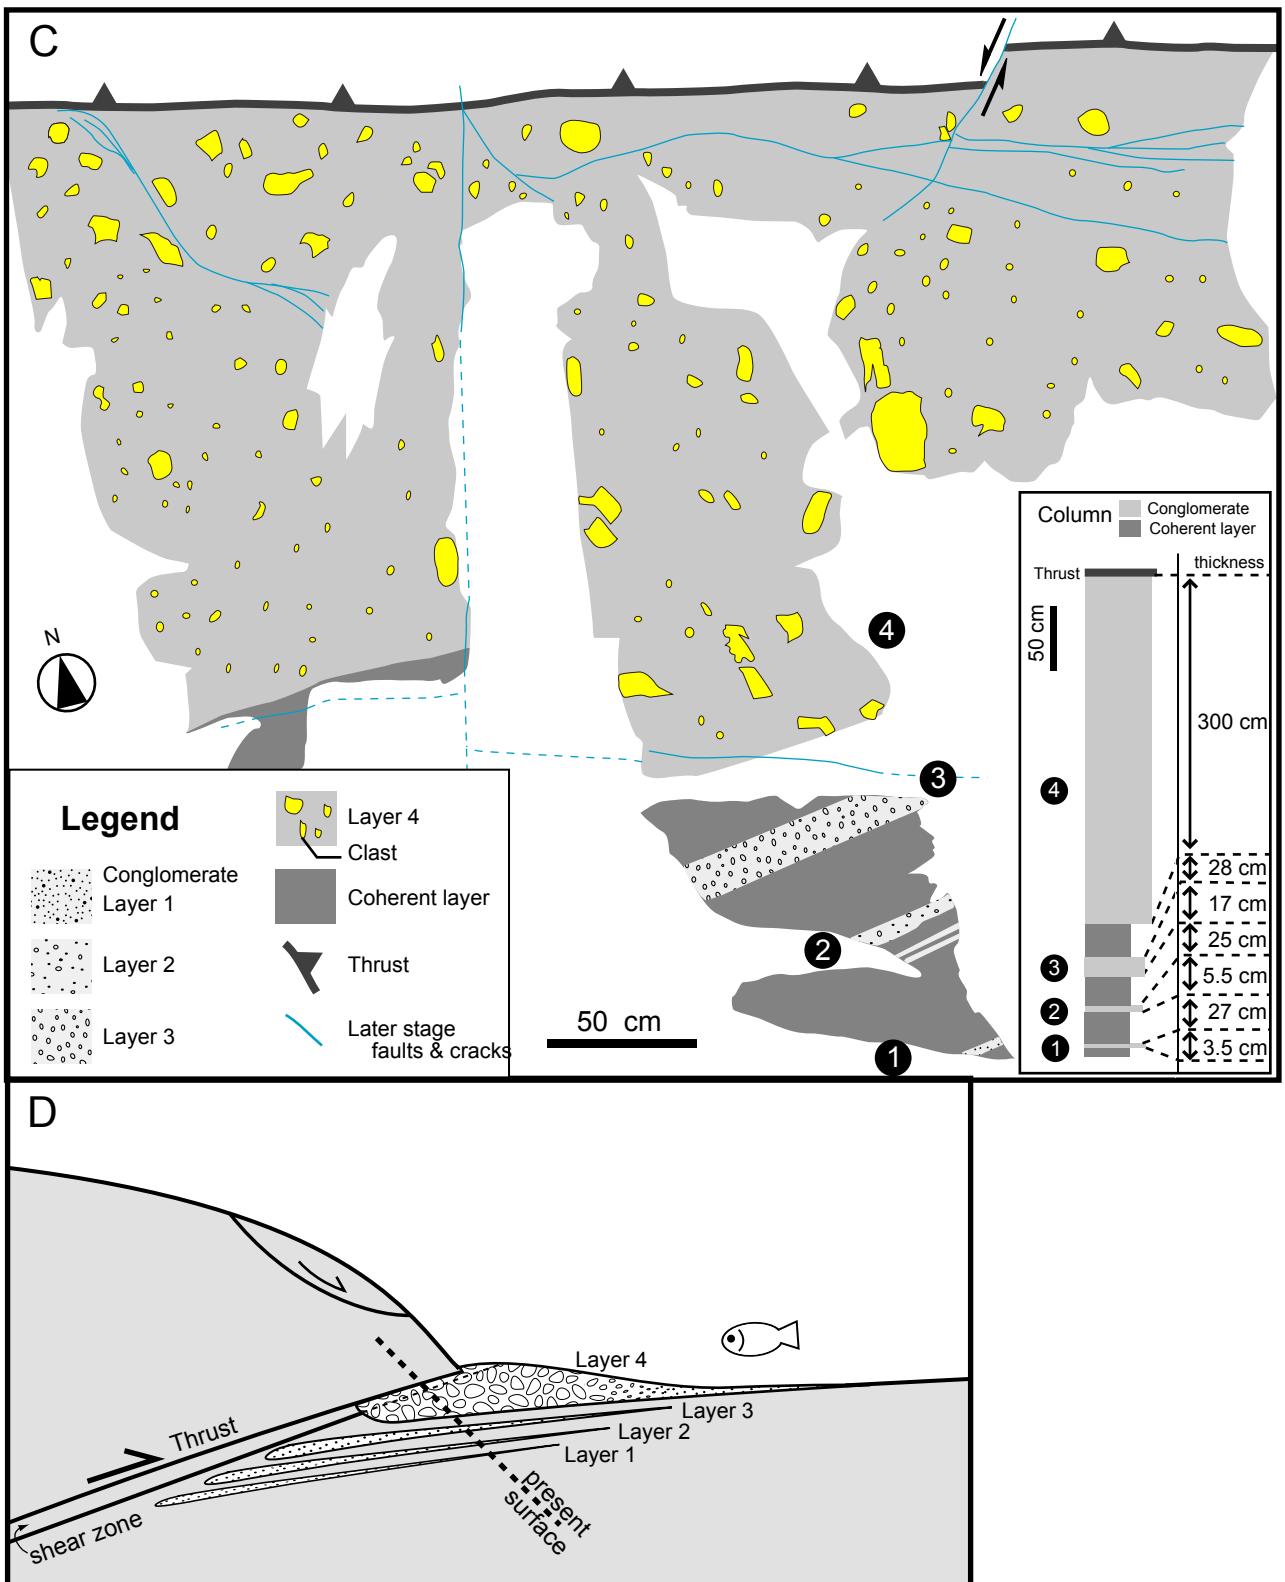 C
N
4
3
2
1
50 cm
Legend
Conglomerate
Layer 1
Layer 2
Layer 3
Layer 4
Clast
Coherent layer
Thrust
Later stage
faults & cracks
Column
Conglomerate
Coherent layer
thickness
Thrust
50 cm
300 cm
4
28 cm
17 cm
25 cm
3
5.5 cm
2
27 cm
1
3.5 cm
D
Layer 4
Layer 3
Layer 2
Layer 1
Thrust
shear zone
present
surface